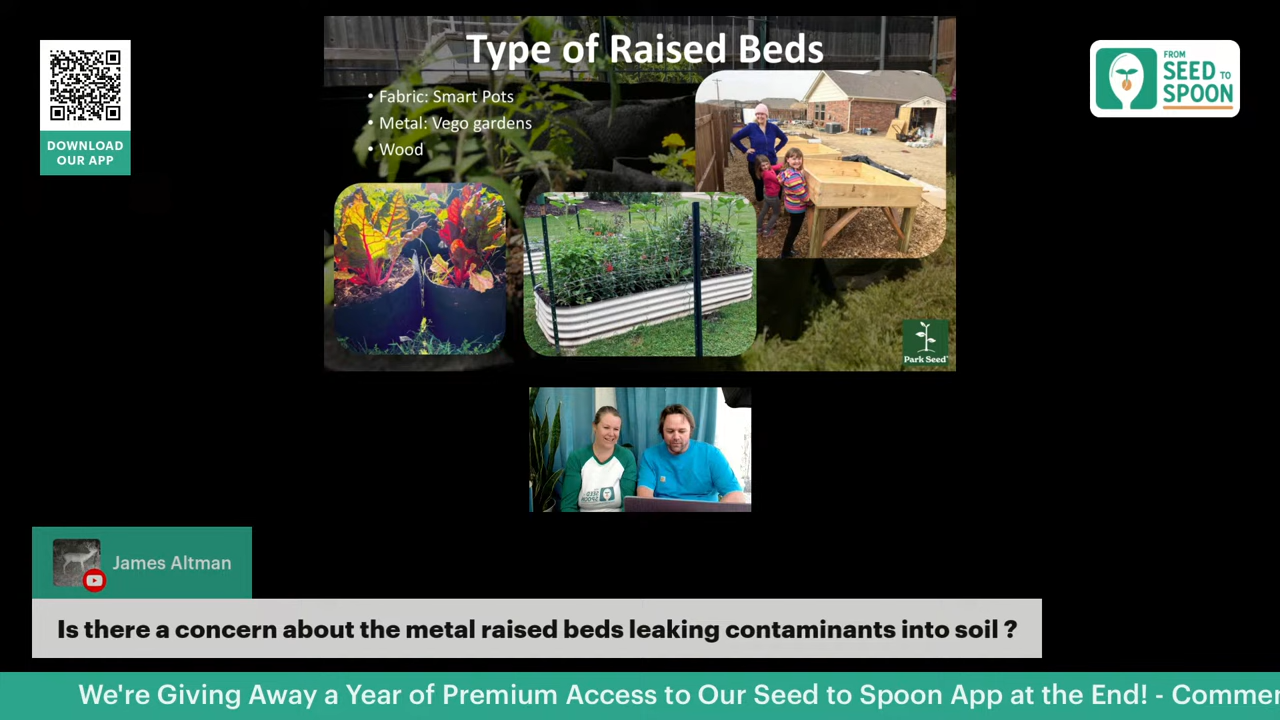 DOWNLOAD
OUR APP
Type of Raised Beds
• Fabric: Smart Pots
• Metal: Vego gardens
• Wood
Park Seed
FROM
SEED TO
SPOON
James Altman
Is there a concern about the metal raised beds leaking contaminants into soil ?
We're Giving Away a Year of Premium Access to Our Seed to Spoon App at the End! - Commen